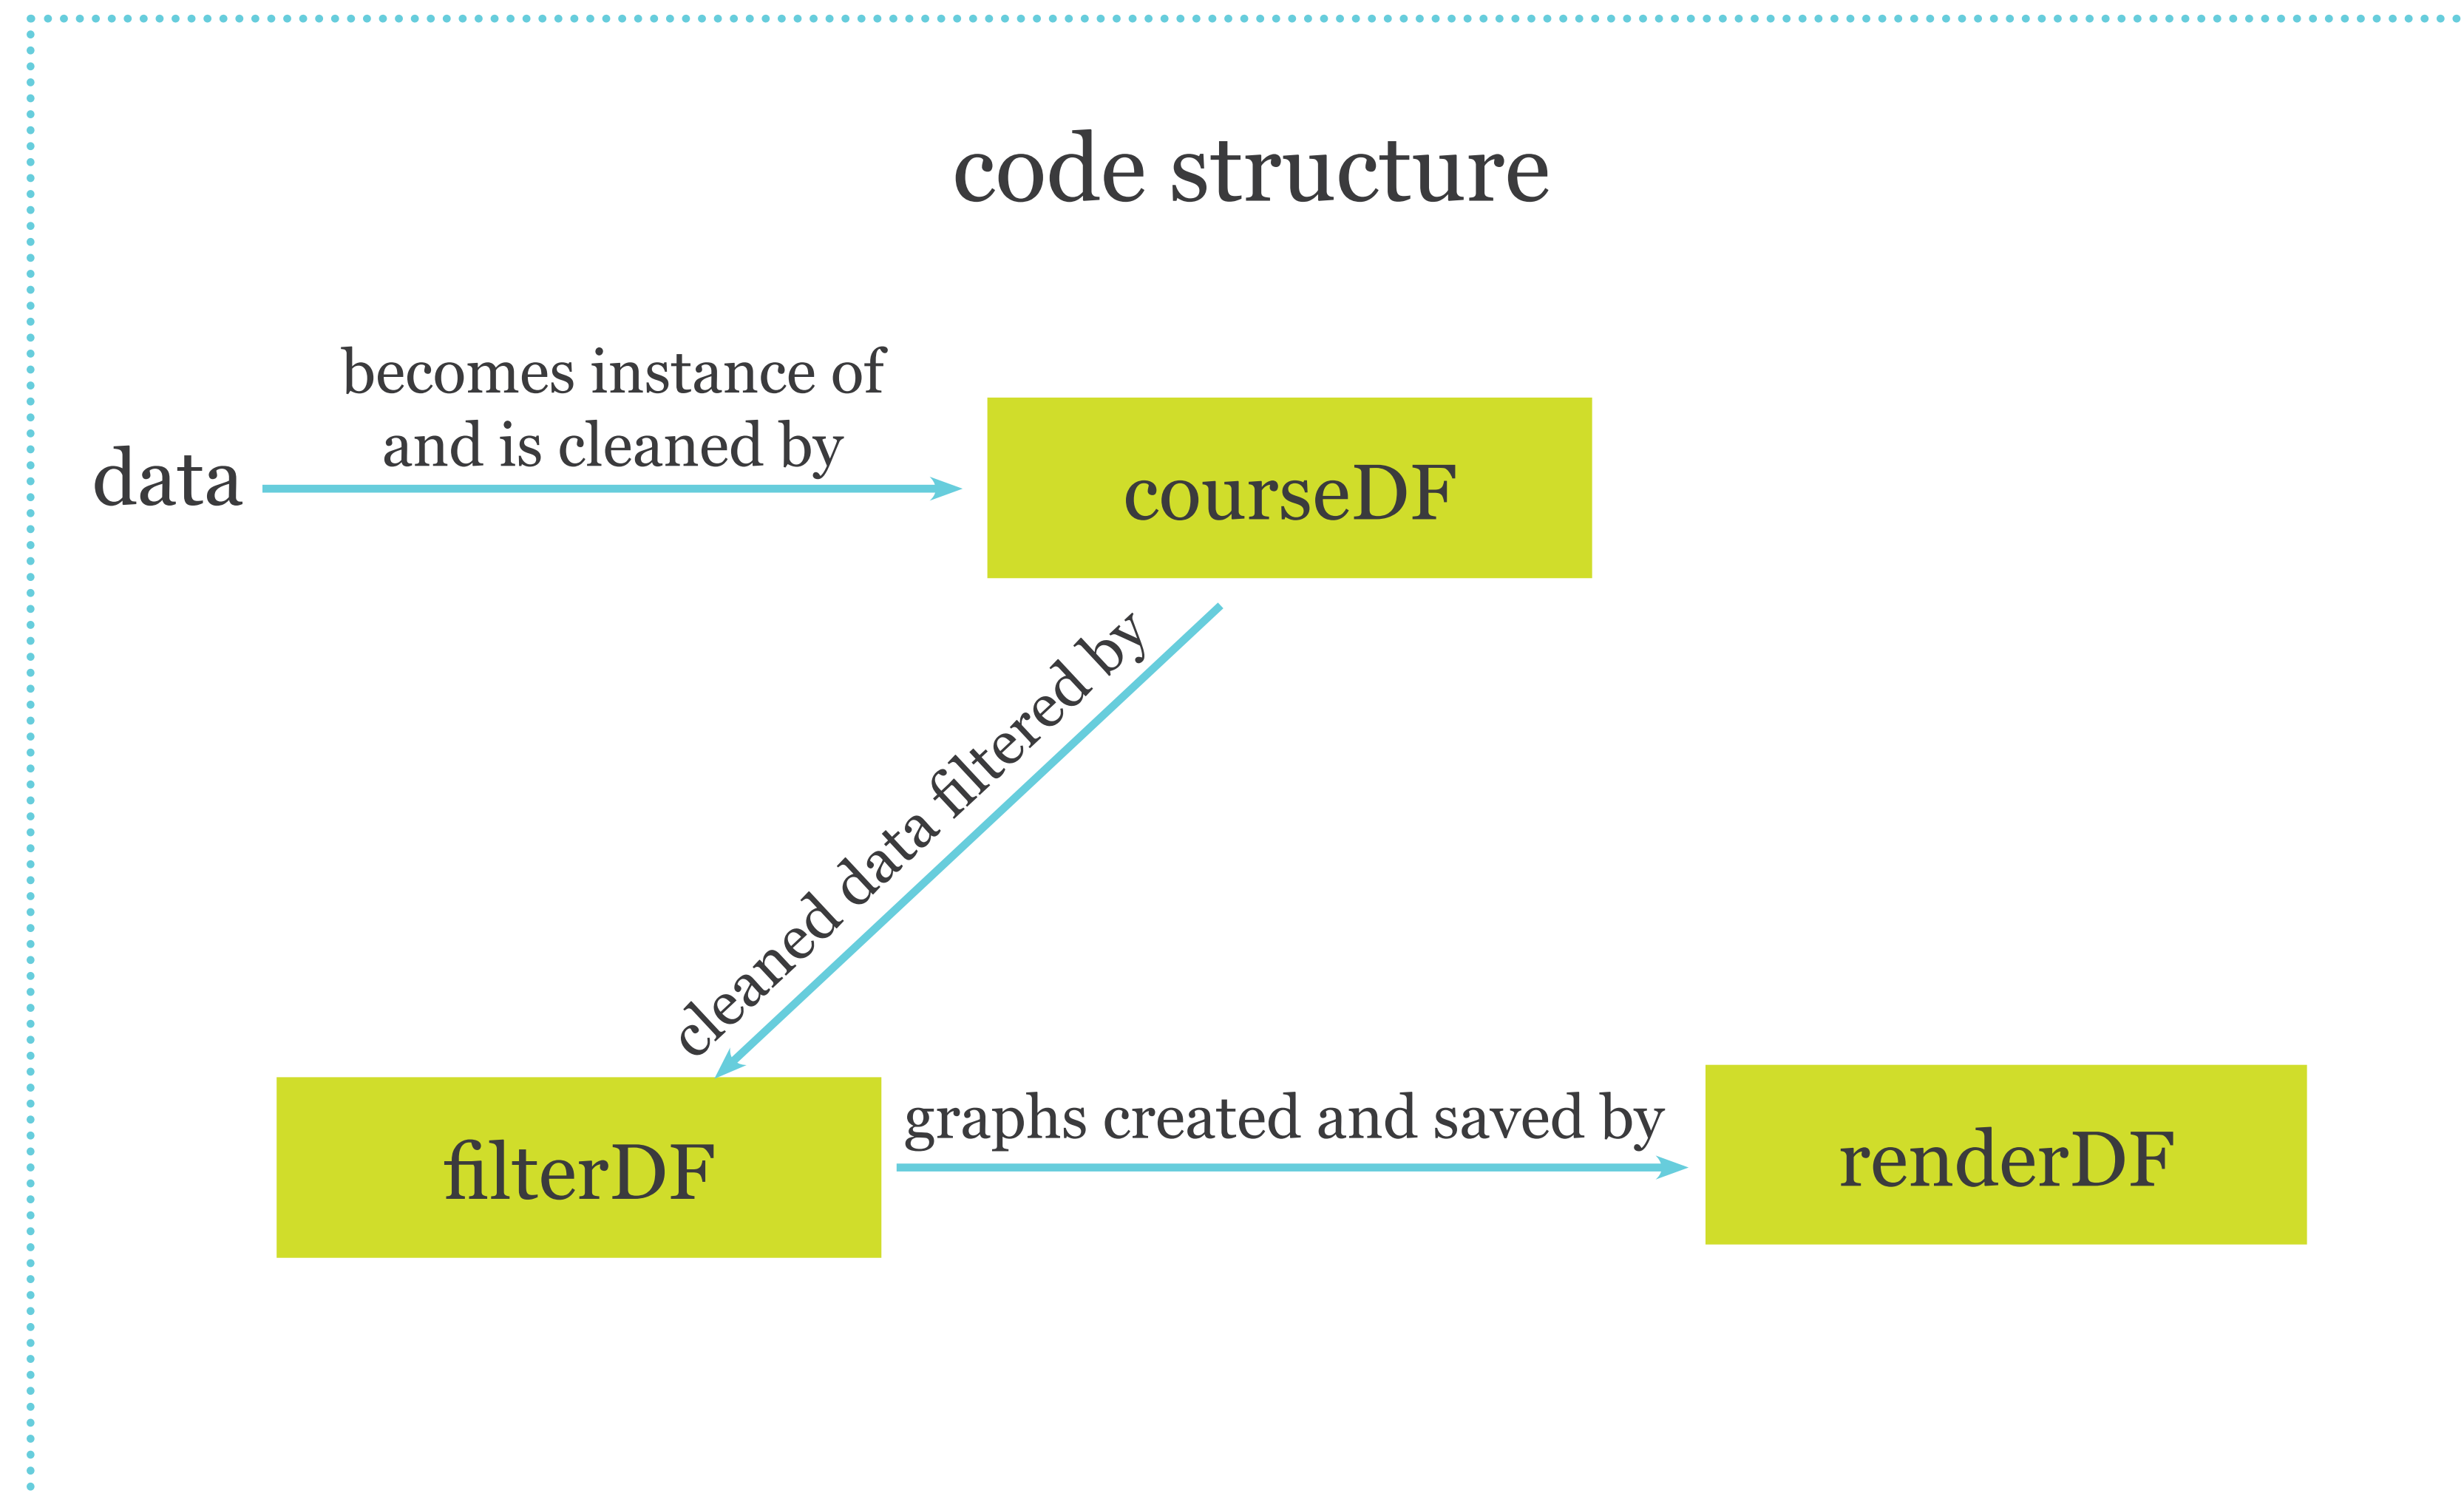 code structure
becomes instance of
and is cleaned by
data
courseDF
cleaned data filtered by
graphs created and saved by
filterDF
renderDF